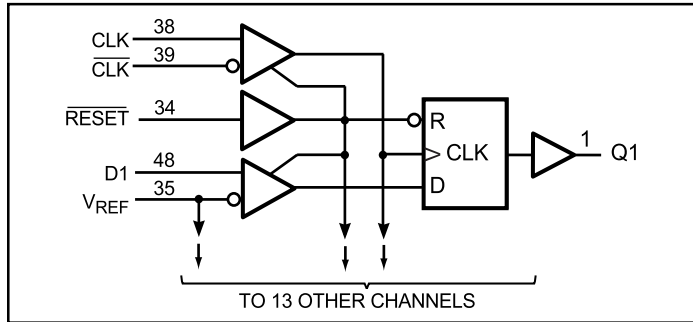 CLK 38
CLK 39
RESET 34
R
1
CLK
Q1
D1 48
D
VREF 35
TO 13 OTHER CHANNELS